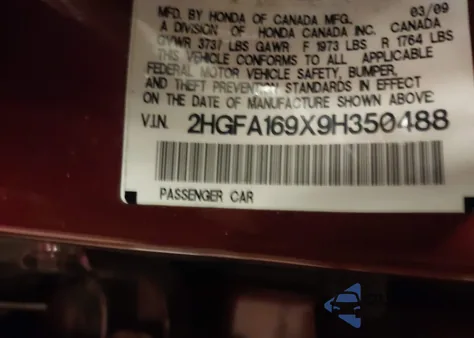 MFD. BY HONDA OF CANADA MFG. 03/09
A DIVISION OF HONDA CANADA INC. CANADA
GVWR 3737 LBS GAWR F 1973 LBS R 1764 LBS
THIS VEHICLE CONFORMS TO ALL APPLICABLE
FEDERAL MOTOR VEHICLE SAFETY, BUMPER,
AND THEFT PREVENTION STANDARDS IN EFFECT
ON THE DATE OF MANUFACTURE SHOWN ABOVE.
V.I.N. 2HGFA169X9H350488
PASSENGER CAR